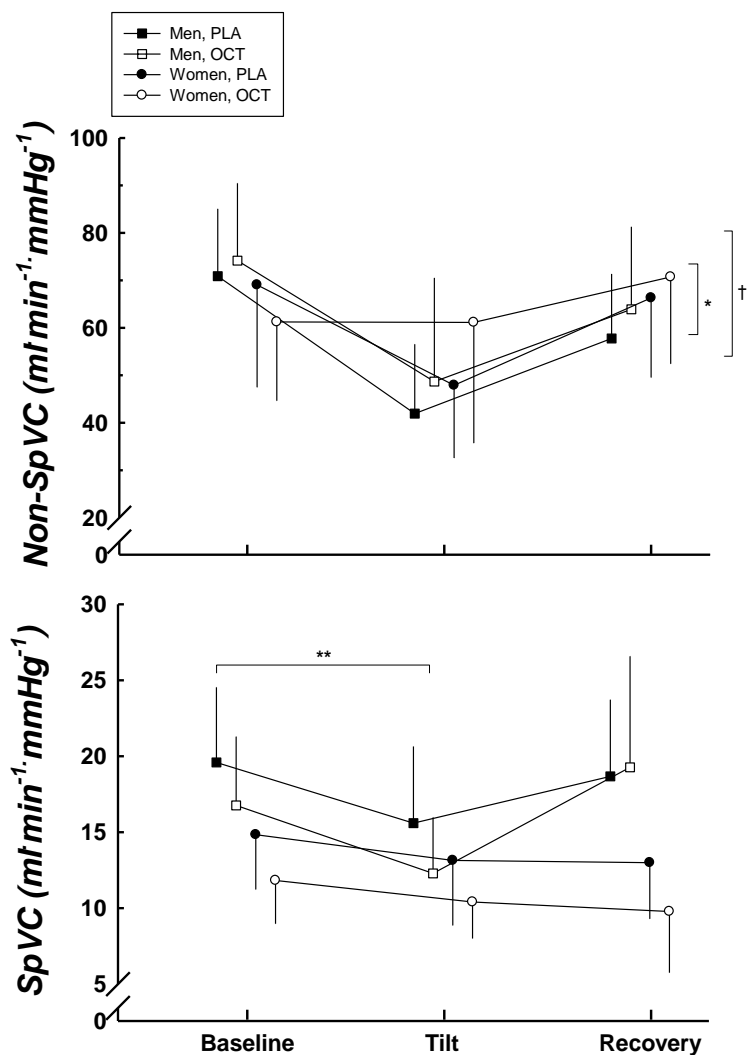 Men, PLA
Men, OCT
Women, PLA
Women, OCT
Non-SpVC (ml·min-1·mmHg-1)
100
80
60
40
20
0
*
†
SpVC (ml·min-1·mmHg-1)
30
25
20
15
10
5
0
**
Baseline Tilt Recovery